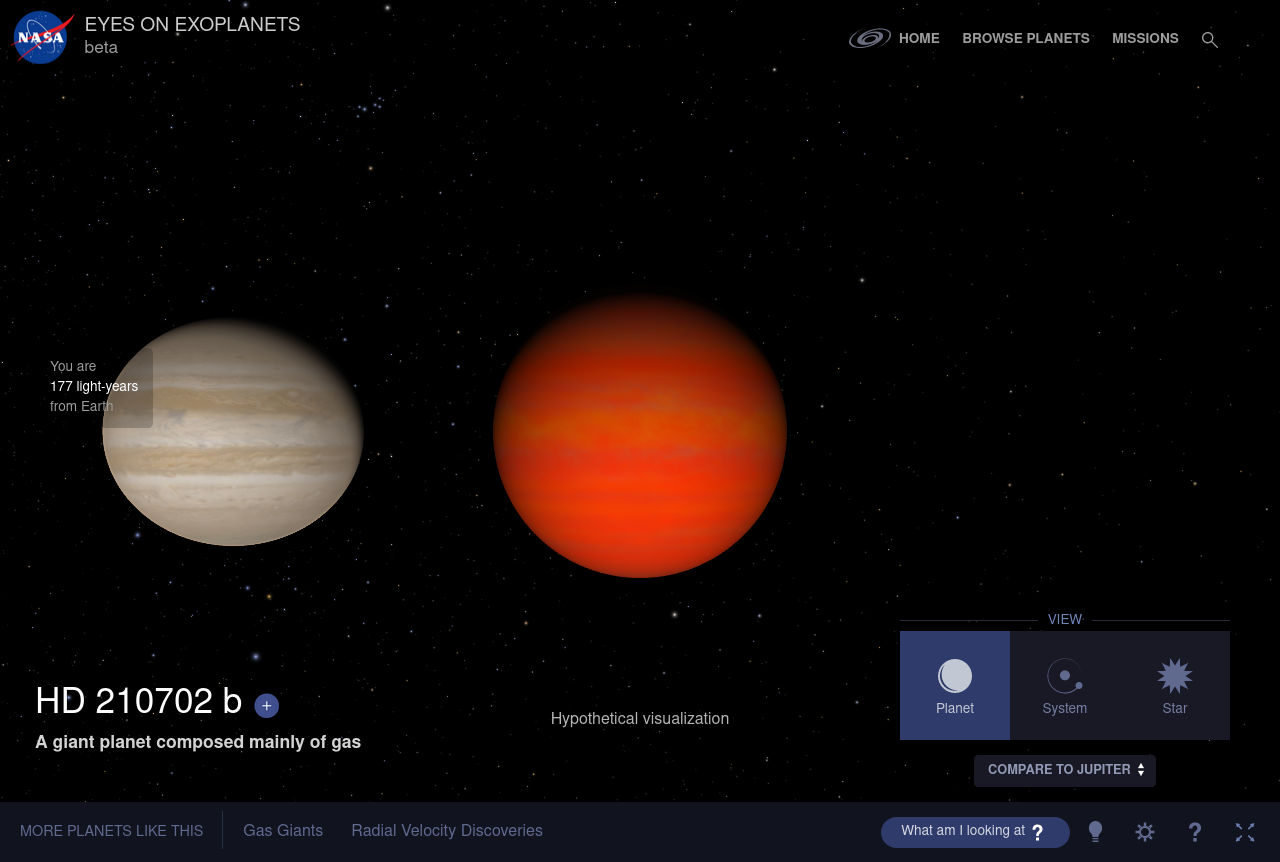 NASA
EYES ON EXOPLANETS
beta
HOME
BROWSE PLANETS
MISSIONS
You are
177 light-years
from Earth
HD 210702 b +
A giant planet composed mainly of gas
Hypothetical visualization
VIEW
Planet
System
Star
COMPARE TO JUPITER
MORE PLANETS LIKE THIS
Gas Giants
Radial Velocity Discoveries
What am I looking at ?
?